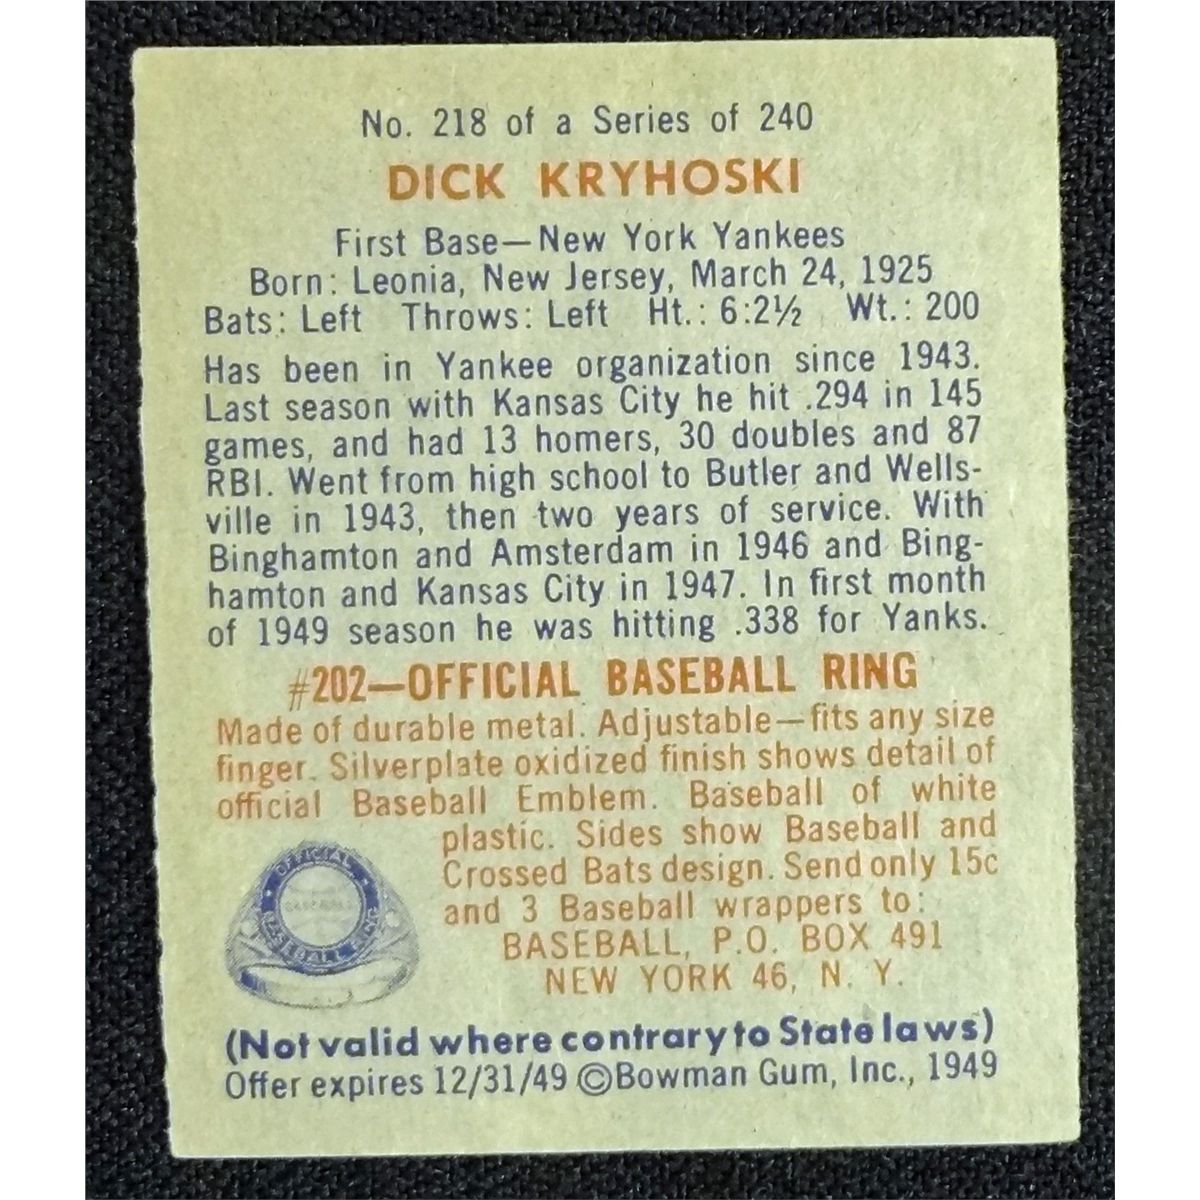 No. 218 of a Series of 240
DICK KRYHOSKI
First Base—New York Yankees
Born: Leonia, New Jersey, March 24, 1925
Bats: Left Throws: Left Ht.: 6:2½ Wt.: 200
Has been in Yankee organization since 1943.
Last season with Kansas City he hit .294 in 145
games, and had 13 homers, 30 doubles and 87
RBI. Went from high school to Butler and Wells-
ville in 1943, then two years of service. With
Binghamton and Amsterdam in 1946 and Bing-
hamton and Kansas City in 1947. In first month
of 1949 season he was hitting .338 for Yanks.
#202—OFFICIAL BASEBALL RING
Made of durable metal. Adjustable—fits any size
finger. Silverplate oxidized finish shows detail of
official Baseball Emblem. Baseball of white
plastic. Sides show Baseball and
Crossed Bats design. Send only 15c
and 3 Baseball wrappers to:
BASEBALL, P.O. BOX 491
NEW YORK 46, N. Y.
OFFICIAL
BASEBALL
BASEBALL RING
(Not valid where contrary to State laws)
Offer expires 12/31/49 ©Bowman Gum, Inc., 1949